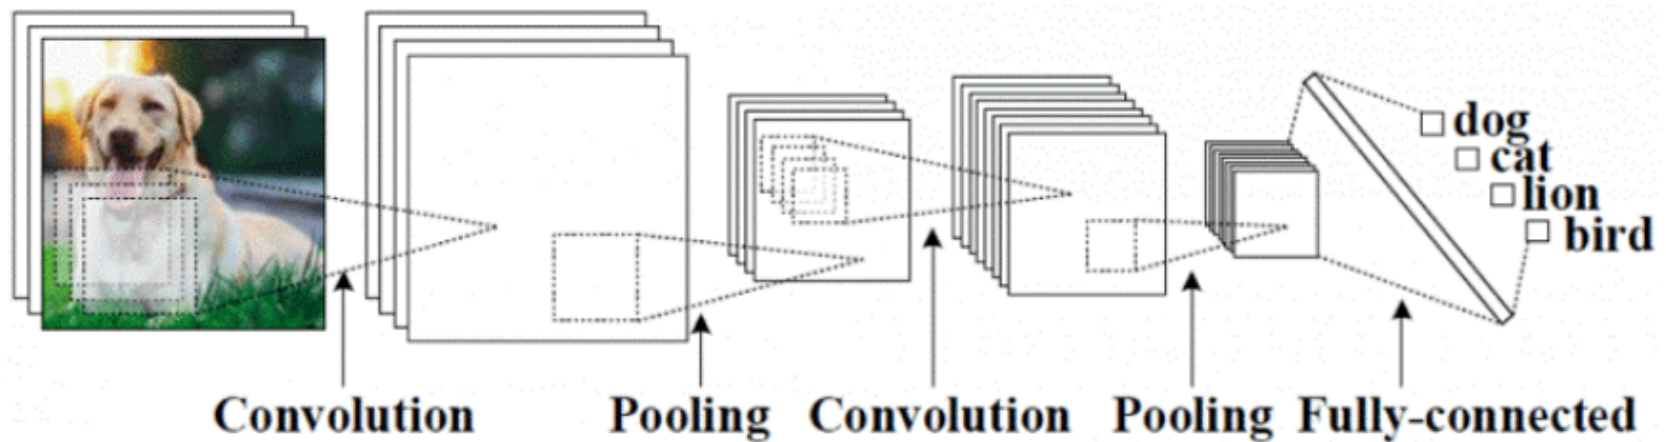 dog
cat
lion
bird
Convolution Pooling Convolution Pooling Fully-connected